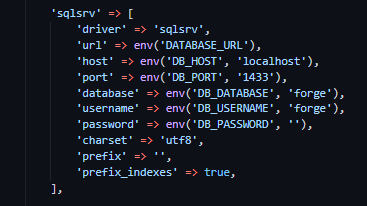 'sqlsrv' => [
'driver' => 'sqlsrv',
'url' => env('DATABASE_URL'),
'host' => env('DB_HOST', 'localhost'),
'port' => env('DB_PORT', '1433'),
'database' => env('DB_DATABASE', 'forge'),
'username' => env('DB_USERNAME', 'forge'),
'password' => env('DB_PASSWORD', ''),
'charset' => 'utf8',
'prefix' => '',
'prefix_indexes' => true,
],